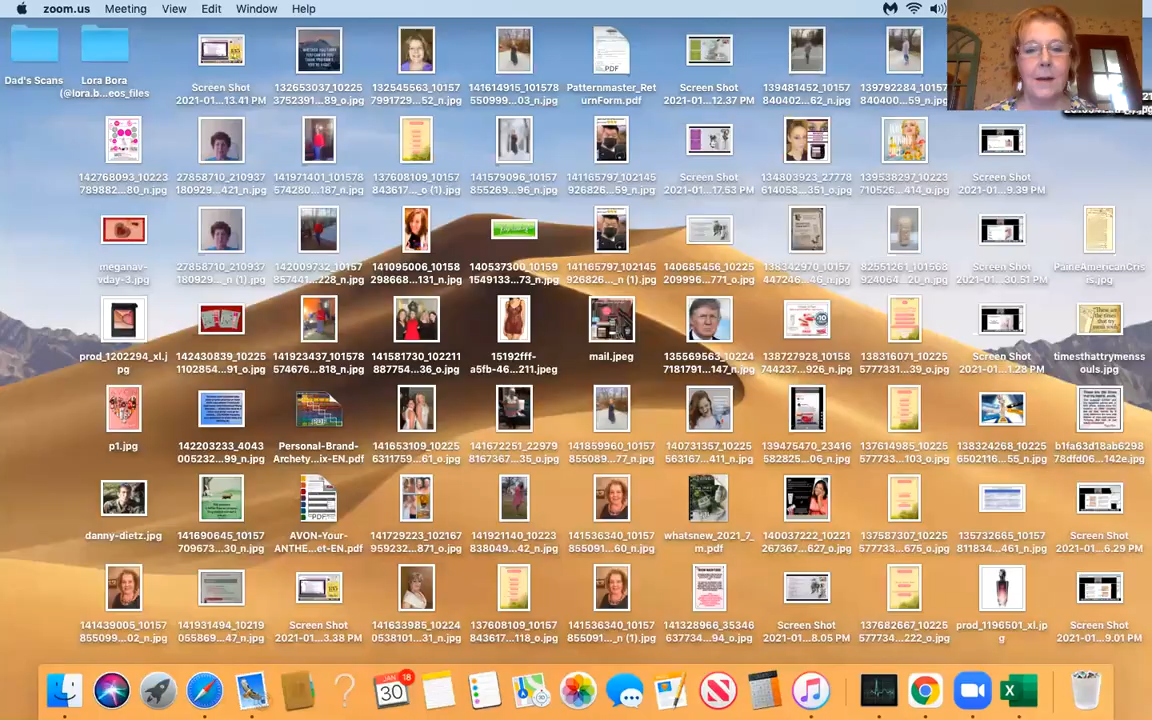 zoom.us Meeting View Edit Window Help
Dad's Scans
Lora Bora
(@lora.b...eos_files
Screen Shot
2021-01...13.41 PM
132653037_10225
3752391...89_o.jpg
132545563_10158
7991729...52_n.jpg
141614915_101578
550999...03_n.jpg
Patternmaster_Ret
urnForm.pdf
Screen Shot
2021-01...12.37 PM
139481452_10157
840402...62_n.jpg
139792284_10157
840400...59_n.jpg
142768093_10223
789882...80_n.jpg
27858710_210937
180929...421_n.jpg
141971401_101578
574280...187_n.jpg
137608109_10157
843617..._o (1).jpg
141579096_10157
855269...96_n.jpg
141165797_102145
926826...59_n.jpg
Screen Shot
2021-01...17.53 PM
134803923_27778
614058...351_o.jpg
139538297_10223
710526...414_o.jpg
Screen Shot
2021-01...9.39 PM
meganav-
vday-3.jpg
27858710_210937
180929..._n (1).jpg
142009732_10157
857441...228_n.jpg
141095006_10158
298668...131_n.jpg
140537300_10159
1549133...73_n.jpg
141165797_102145
926826..._n (1).jpg
140685456_10225
209996...771_o.jpg
138342970_10157
447246...46_n.jpg
82551261_101568
924064...20_n.jpg
Screen Shot
2021-01...30.51 PM
PaineAmericanCris
is.jpg
prod_1202294_xl.j
pg
142430839_10225
1102854...91_o.jpg
141923437_101578
574676...818_n.jpg
141581730_102211
887754...36_o.jpg
15192fff-
a5fb-46...211.jpeg
mail.jpeg
135669563_10224
7181791...147_n.jpg
138727928_10158
744237...926_n.jpg
138316071_10225
5777331...39_o.jpg
Screen Shot
2021-01...1.28 PM
timesthattrymenss
ouls.jpg
p1.jpg
142203233_4043
005232...99_n.jpg
Personal-Brand-
Archety...ix-EN.pdf
141653109_10225
6311759...61_o.jpg
141672251_22979
8167367...35_o.jpg
141859960_10157
855089...77_n.jpg
140731357_10225
563167...411_n.jpg
139475470_23416
582825...06_n.jpg
137614985_10225
577733...103_o.jpg
138324268_10225
6502116...55_n.jpg
b1fa63d18ab6298
78dfd06...142e.jpg
danny-dietz.jpg
141690645_10157
709673...30_n.jpg
PDF
AVON-Your-
ANTHE...et-EN.pdf
141729223_102167
959232...871_o.jpg
141921140_10223
838049...42_n.jpg
141536340_10157
855091...60_n.jpg
whatsnew_2021_7_
m.pdf
140037222_10221
267367...627_o.jpg
137587307_10225
577733...675_o.jpg
135732665_10157
811834...461_n.jpg
Screen Shot
2021-01...6.29 PM
141439005_10157
855099...02_n.jpg
141931494_10219
055869...47_n.jpg
Screen Shot
2021-01...3.38 PM
141633985_10224
0538101...31_n.jpg
137608109_10157
843617...118_o.jpg
141536340_10157
855091..._n (1).jpg
141328966_35346
637734...94_o.jpg
Screen Shot
2021-01...8.05 PM
137682667_10225
577734...222_o.jpg
prod_1196501_xl.jp
g
Screen Shot
2021-01...9.01 PM
JAN
30
18